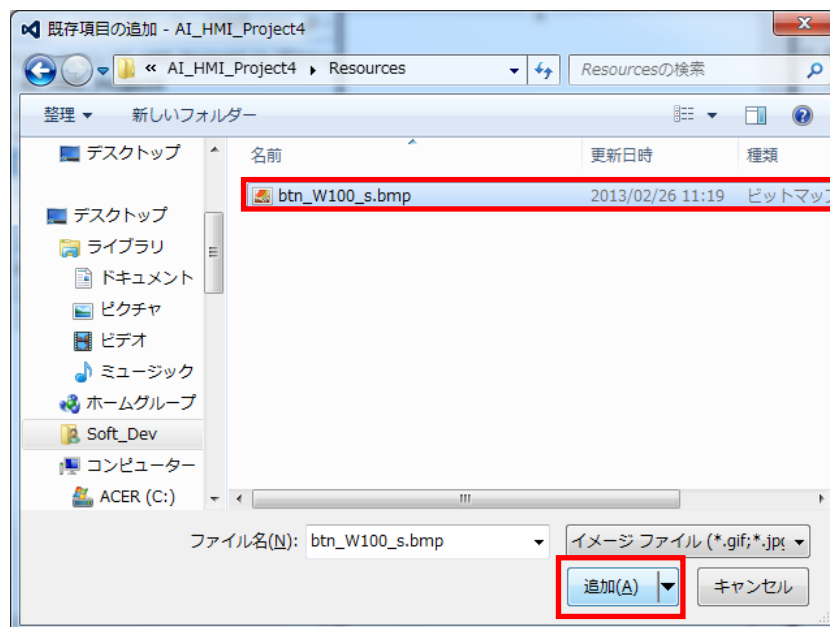 既存項目の追加 - AI_HMI_Project4
« AI_HMI_Project4 ▸ Resources
Resourcesの検索
整理 ▼ 新しいフォルダー
デスクトップ
名前 更新日時 種類
btn_W100_s.bmp 2013/02/26 11:19 ビットマップ
デスクトップ
ライブラリ
ドキュメント
ピクチャ
ビデオ
ミュージック
ホームグループ
Soft_Dev
コンピューター
ACER (C:)
ファイル名(N): btn_W100_s.bmp
イメージ ファイル (*.gif;*.jpg
追加(A) キャンセル